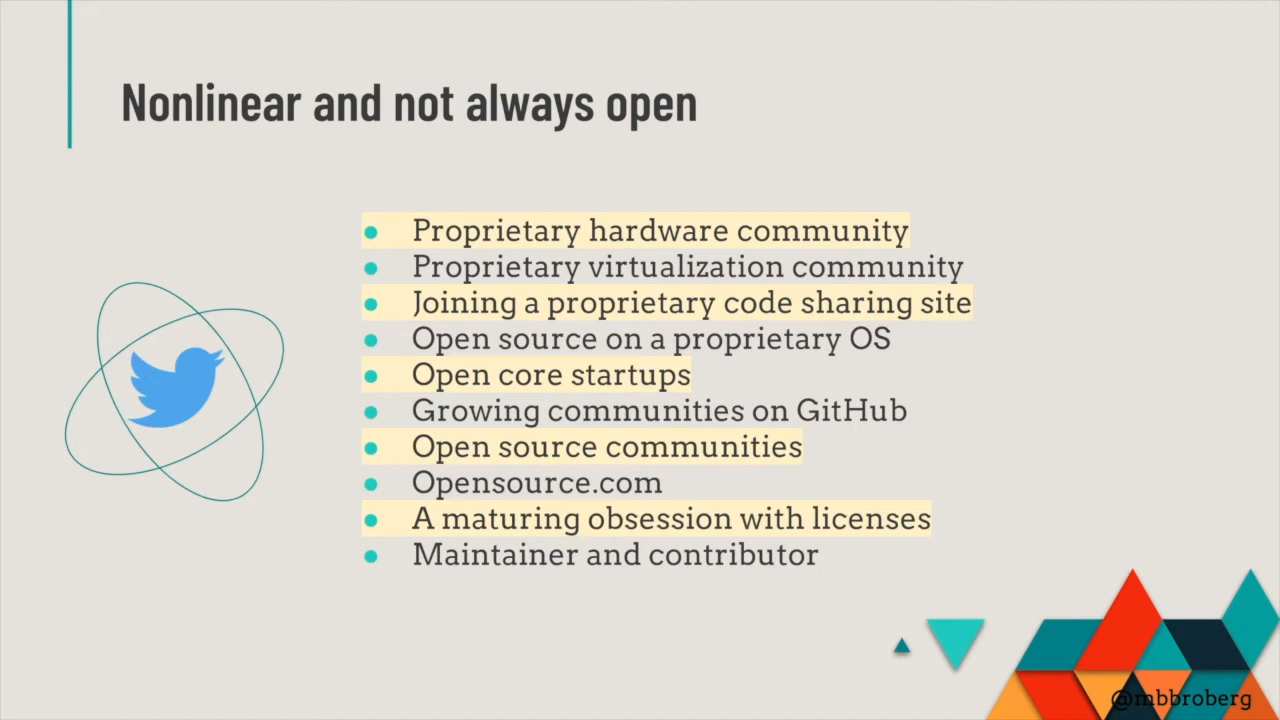 Nonlinear and not always open
● Proprietary hardware community
● Proprietary virtualization community
● Joining a proprietary code sharing site
● Open source on a proprietary OS
● Open core startups
● Growing communities on GitHub
● Open source communities
● Opensource.com
● A maturing obsession with licenses
● Maintainer and contributor
@mbbroberg